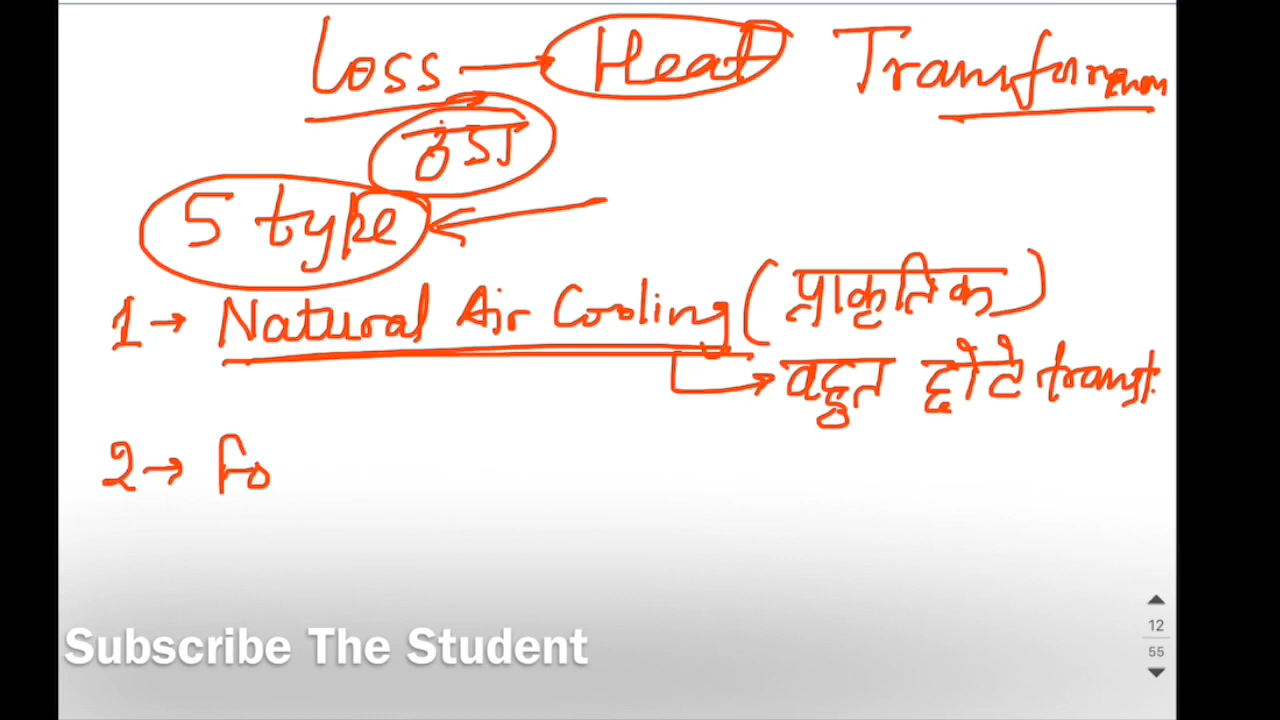 Loss → Heat Transformer
ठंडा
5 type ←
1 → Natural Air Cooling (प्राकृतिक)
→ बहुत छोटे transf.
2 → Fo
Subscribe The Student
12
55